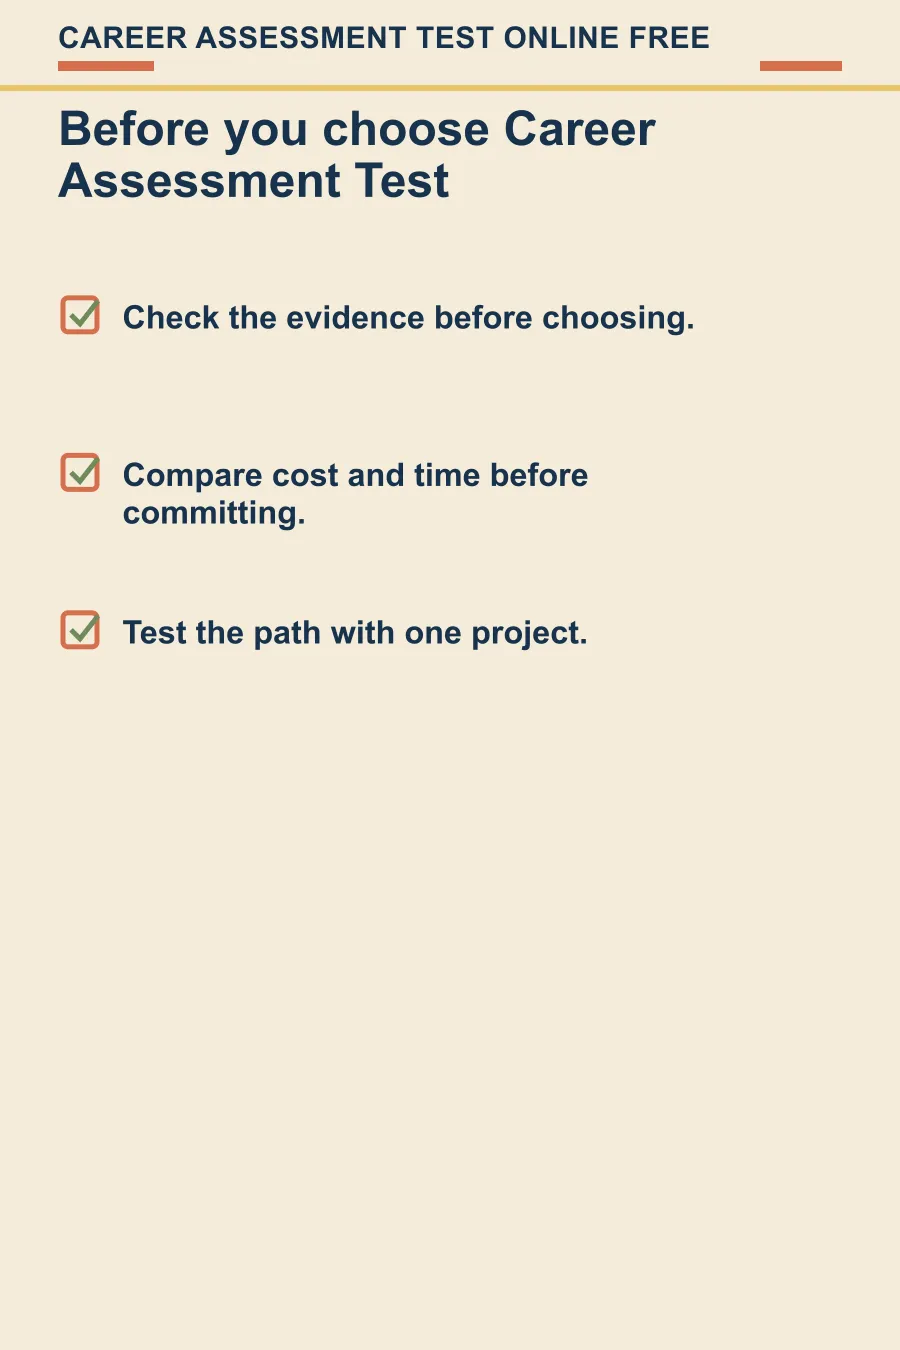 CAREER ASSESSMENT TEST ONLINE FREE
Before you choose Career
Assessment Test
Check the evidence before choosing.
Compare cost and time before
committing.
Test the path with one project.